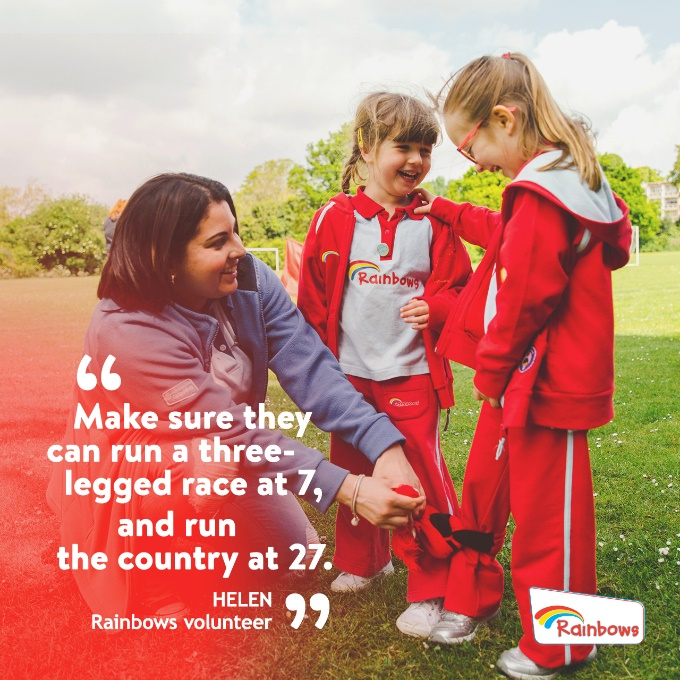 Rainbows
“
Make sure they
can run a three-
legged race at 7,
and run
the country at 27.
HELEN
Rainbows volunteer
”
Rainbows